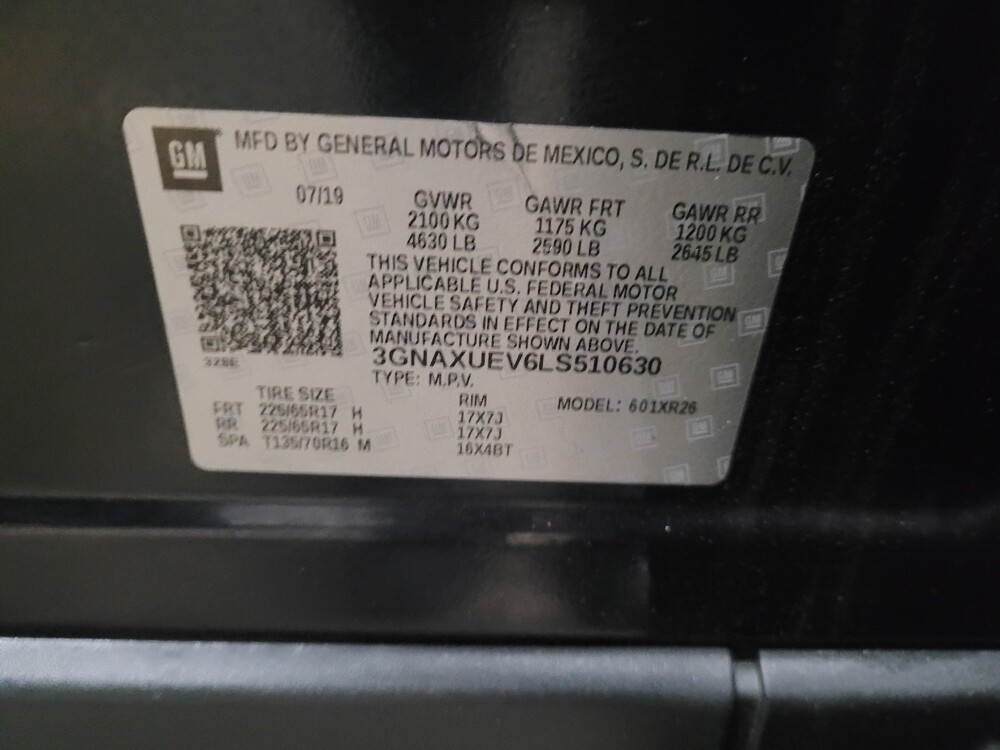 GM MFD BY GENERAL MOTORS DE MEXICO, S. DE R.L. DE C.V.
07/19 GVWR GAWR FRT GAWR RR
2100 KG 1175 KG 1200 KG
4630 LB 2590 LB 2645 LB
THIS VEHICLE CONFORMS TO ALL
APPLICABLE U.S. FEDERAL MOTOR
VEHICLE SAFETY AND THEFT PREVENTION
STANDARDS IN EFFECT ON THE DATE OF
MANUFACTURE SHOWN ABOVE.
328E 3GNAXUEV6LS510630
TYPE: M.P.V.
TIRE SIZE RIM MODEL: 601XR26
FRT 225/65R17 H 17X7J
RR 225/65R17 H 17X7J
SPA T135/70R16 M 16X4BT